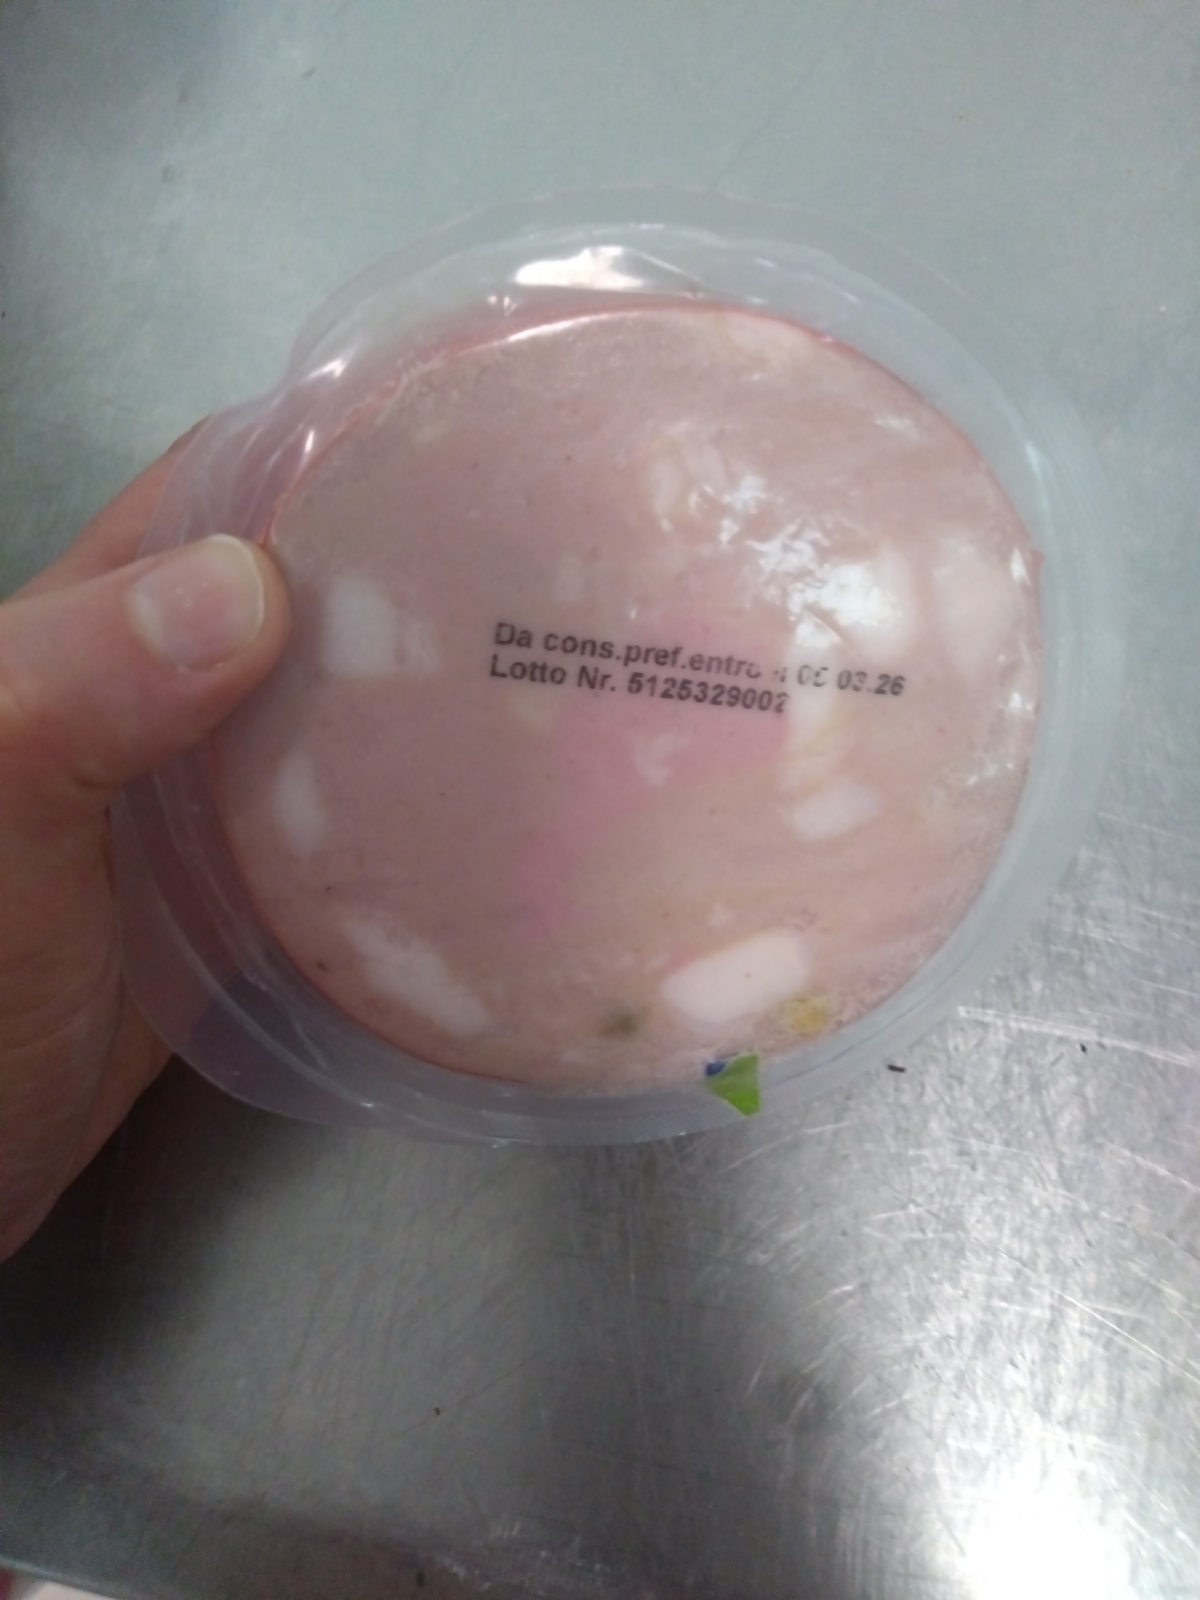 Da cons.pref.entro 03.26
Lotto Nr. 5125329002